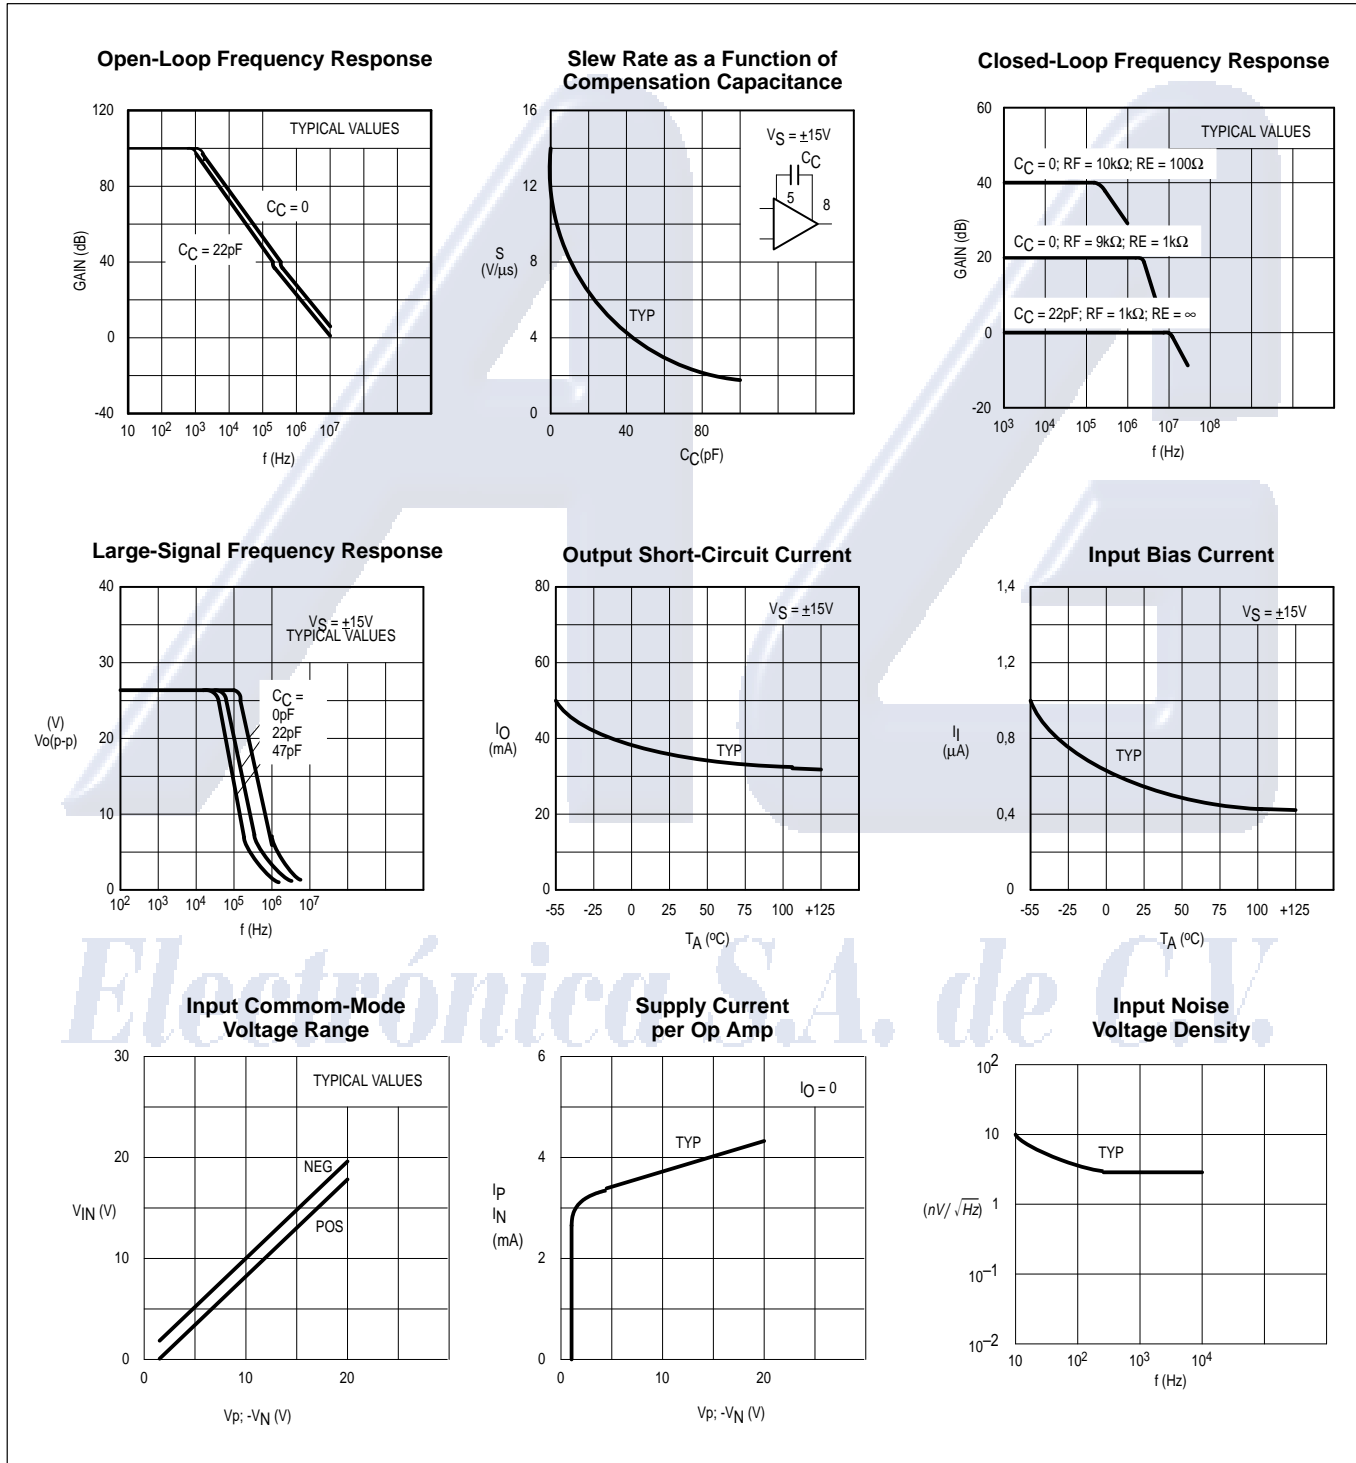 Open-Loop Frequency Response
120
80
40
0
-40
GAIN (dB)
TYPICAL VALUES
CC = 0
CC = 22pF
10 10² 10³ 10⁴ 10⁵ 10⁶ 10⁷
f (Hz)
Slew Rate as a Function of
Compensation Capacitance
16
12
8
4
0
S
(V/µs)
VS = ±15V
CC
5
8
TYP
0 40 80
CC(pF)
Closed-Loop Frequency Response
60
40
20
0
-20
GAIN (dB)
TYPICAL VALUES
CC = 0; RF = 10kΩ; RE = 100Ω
CC = 0; RF = 9kΩ; RE = 1kΩ
CC = 22pF; RF = 1kΩ; RE = ∞
10³ 10⁴ 10⁵ 10⁶ 10⁷ 10⁸
f (Hz)
Large-Signal Frequency Response
40
30
20
10
0
(V)
Vo(p-p)
VS = ±15V
TYPICAL VALUES
CC =
0pF
22pF
47pF
10² 10³ 10⁴ 10⁵ 10⁶ 10⁷
f (Hz)
Output Short-Circuit Current
80
60
40
20
0
IO
(mA)
VS = ±15V
TYP
-55 -25 0 25 50 75 100 +125
TA (ºC)
Input Bias Current
1,4
1,2
0,8
0,4
0
II
(µA)
VS = ±15V
TYP
-55 -25 0 25 50 75 100 +125
TA (ºC)
Electrónica S.A. de C.V.
Input Commom-Mode
Voltage Range
30
20
10
0
VIN (V)
TYPICAL VALUES
NEG
POS
0 10 20
Vp; -VN (V)
Supply Current
per Op Amp
6
4
2
0
IP
IN
(mA)
IO = 0
TYP
0 10 20
Vp; -VN (V)
Input Noise
Voltage Density
10²
10
1
10⁻¹
10⁻²
(nV/√Hz)
TYP
10 10² 10³ 10⁴
f (Hz)